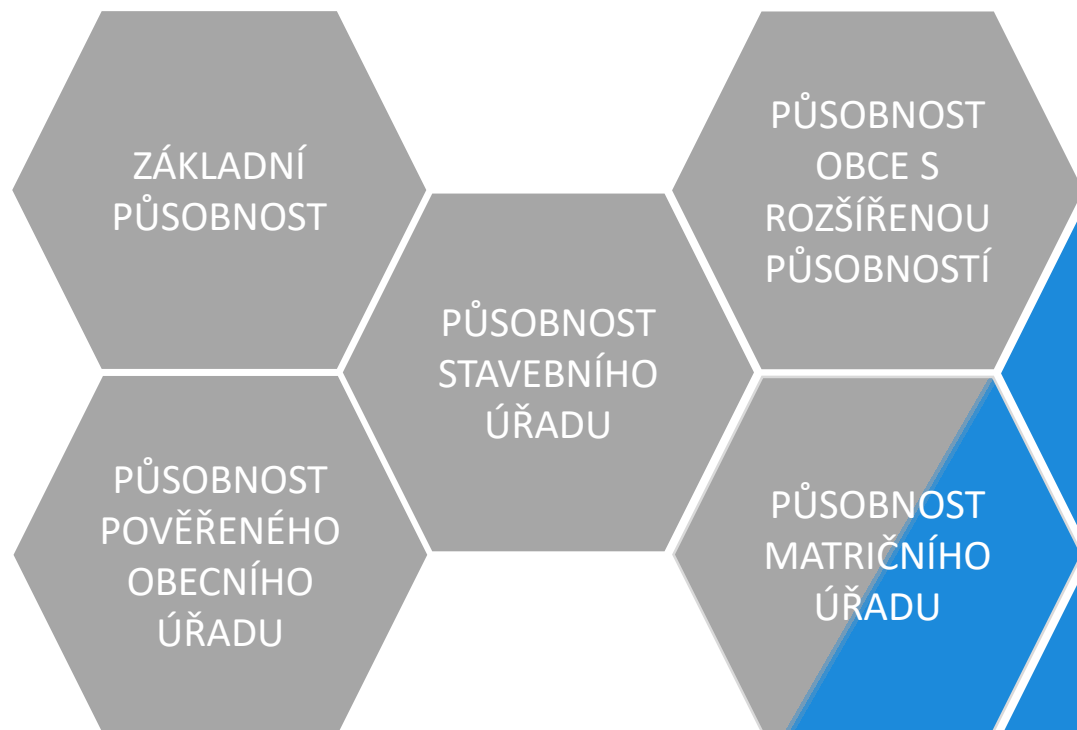 ZÁKLADNÍ
PŮSOBNOST
PŮSOBNOST
OBCE S
ROZŠÍŘENOU
PŮSOBNOSTÍ
PŮSOBNOST
STAVEBNÍHO
ÚŘADU
PŮSOBNOST
POVĚŘENÉHO
OBECNÍHO
ÚŘADU
PŮSOBNOST
MATRIČNÍHO
ÚŘADU